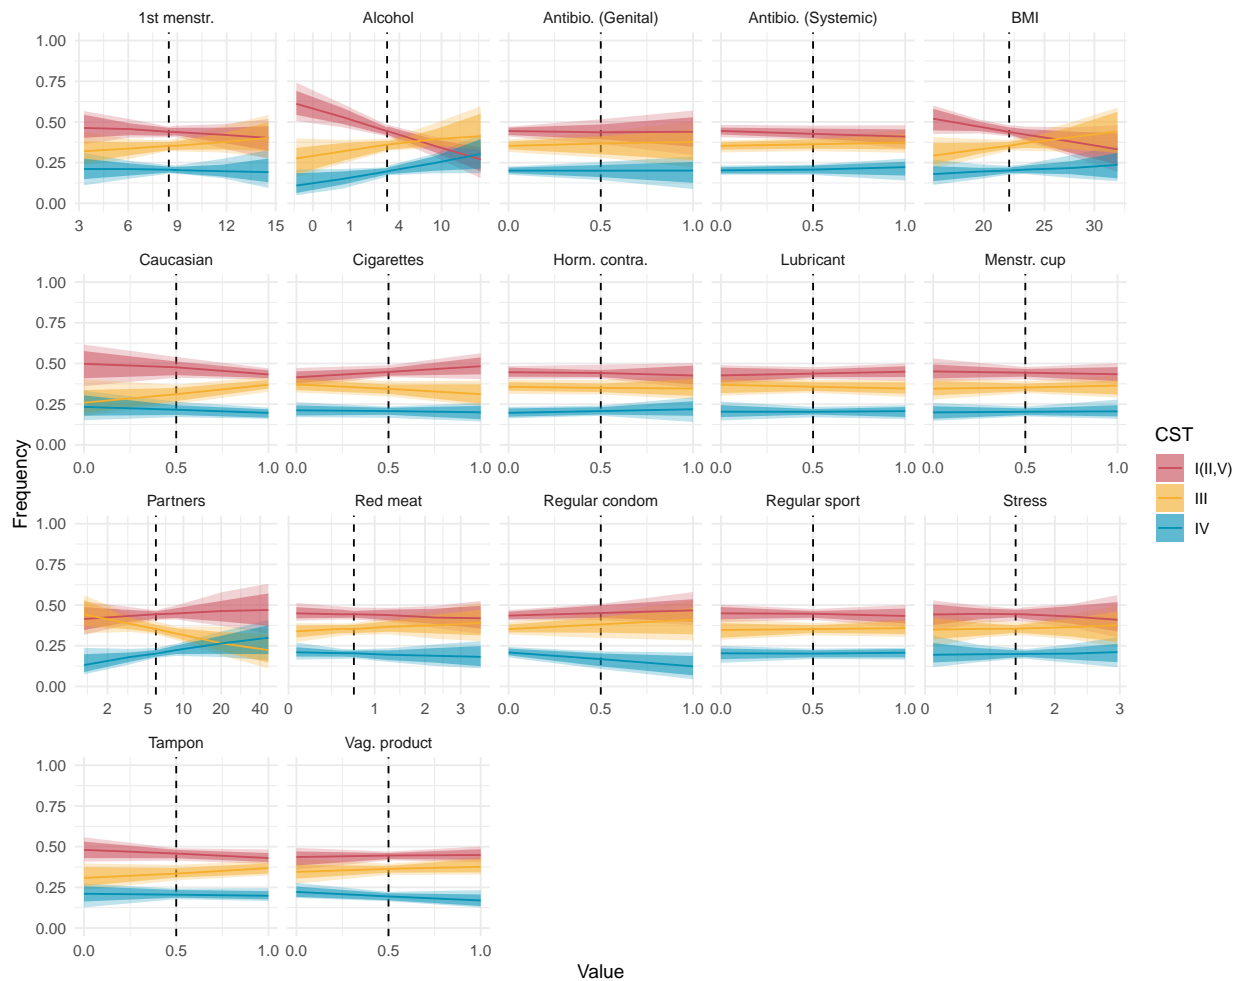 1st menstr. Alcohol Antibio. (Genital) Antibio. (Systemic) BMI
1.00
0.75
0.50
0.25
0.00
3 6 9 12 15 0 1 4 10 0.0 0.5 1.0 0.0 0.5 1.0 20 25 30
Caucasian Cigarettes Horm. contra. Lubricant Menstr. cup
1.00
0.75
0.50
0.25
0.00
0.0 0.5 1.0 0.0 0.5 1.0 0.0 0.5 1.0 0.0 0.5 1.0 0.0 0.5 1.0
Frequency
CST
I(II,V)
III
IV
Partners Red meat Regular condom Regular sport Stress
1.00
0.75
0.50
0.25
0.00
2 5 10 20 40 0 1 2 3 0.0 0.5 1.0 0.0 0.5 1.0 0 1 2 3
Tampon Vag. product
1.00
0.75
0.50
0.25
0.00
0.0 0.5 1.0 0.0 0.5 1.0
Value